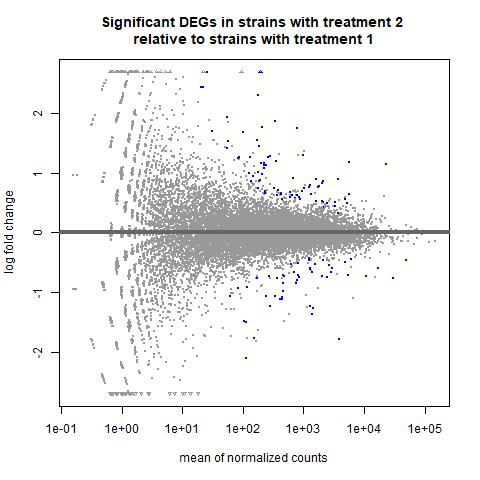 Significant DEGs in strains with treatment 2
relative to strains with treatment 1
log fold change
2
1
0
-1
-2
1e-01
1e+00
1e+01
1e+02
1e+03
1e+04
1e+05
mean of normalized counts